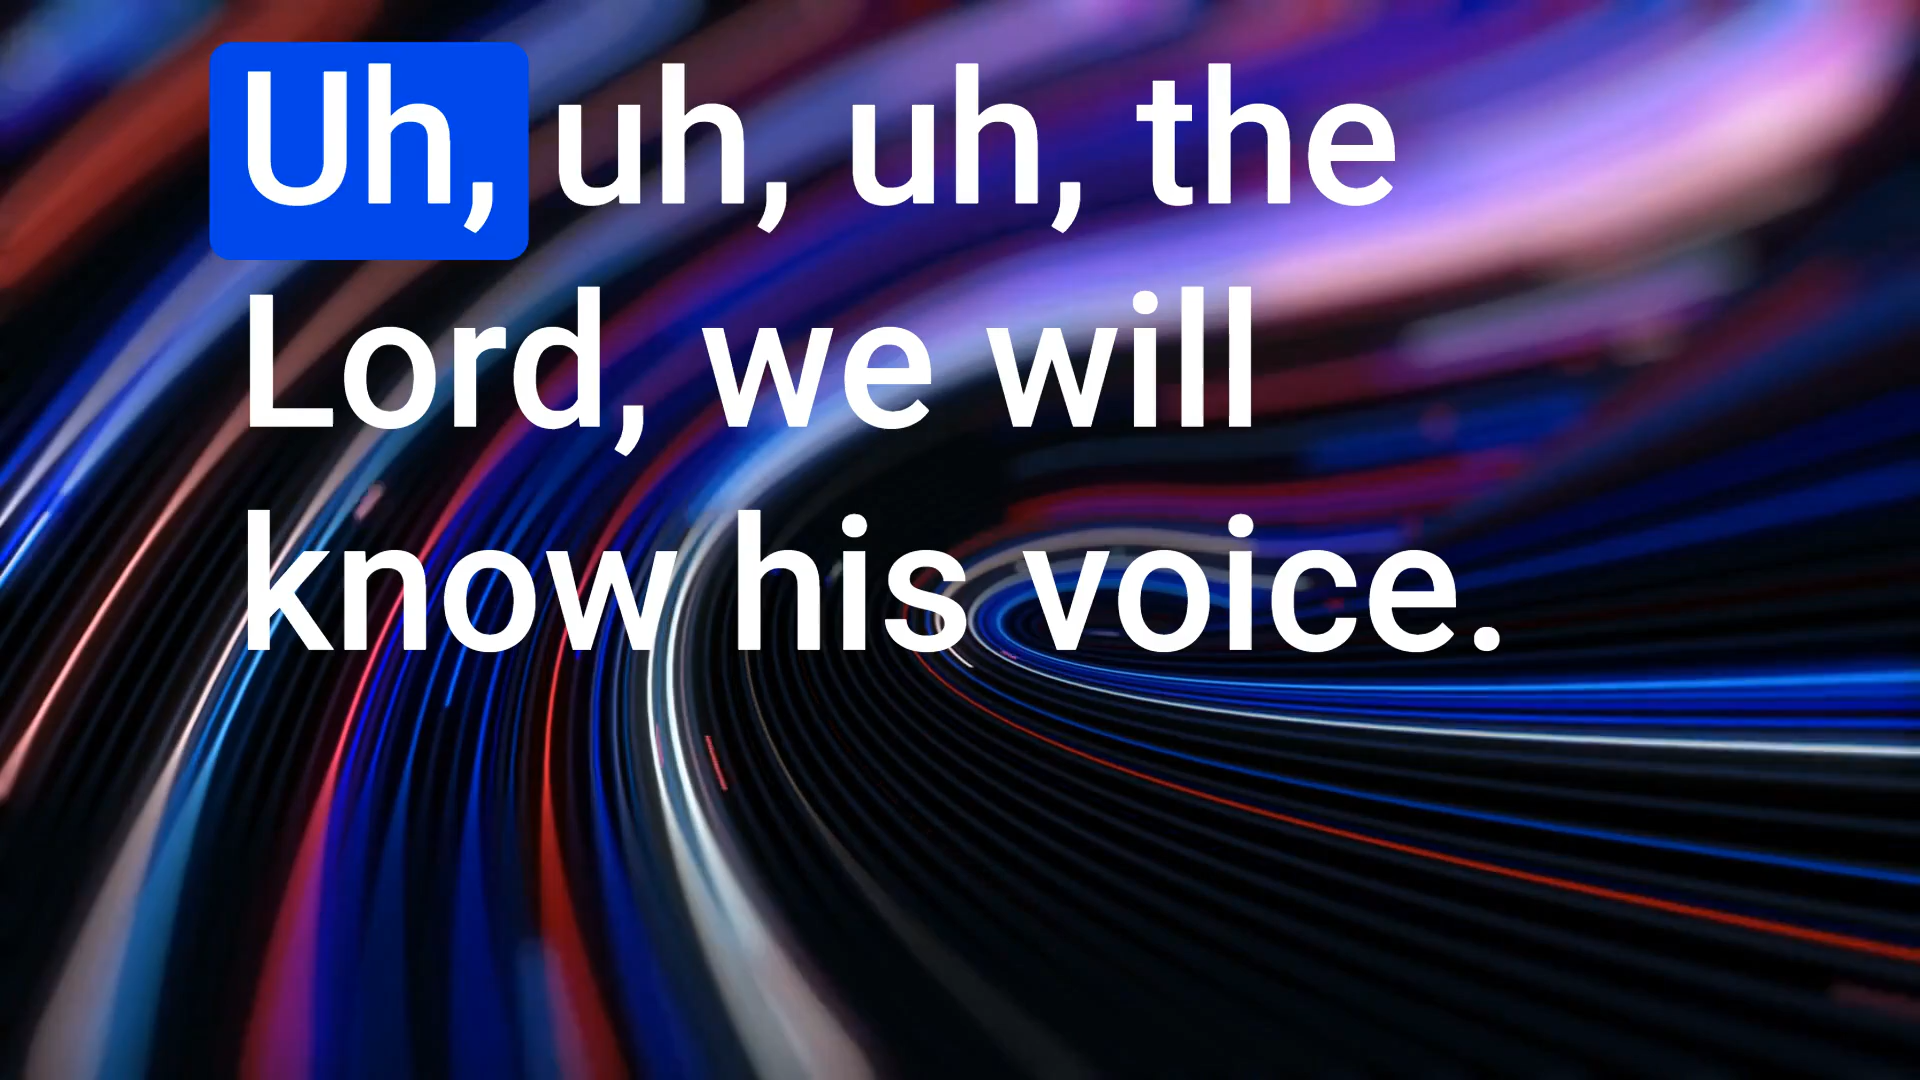 Uh, uh, uh, the
Lord, we will
know his voice.